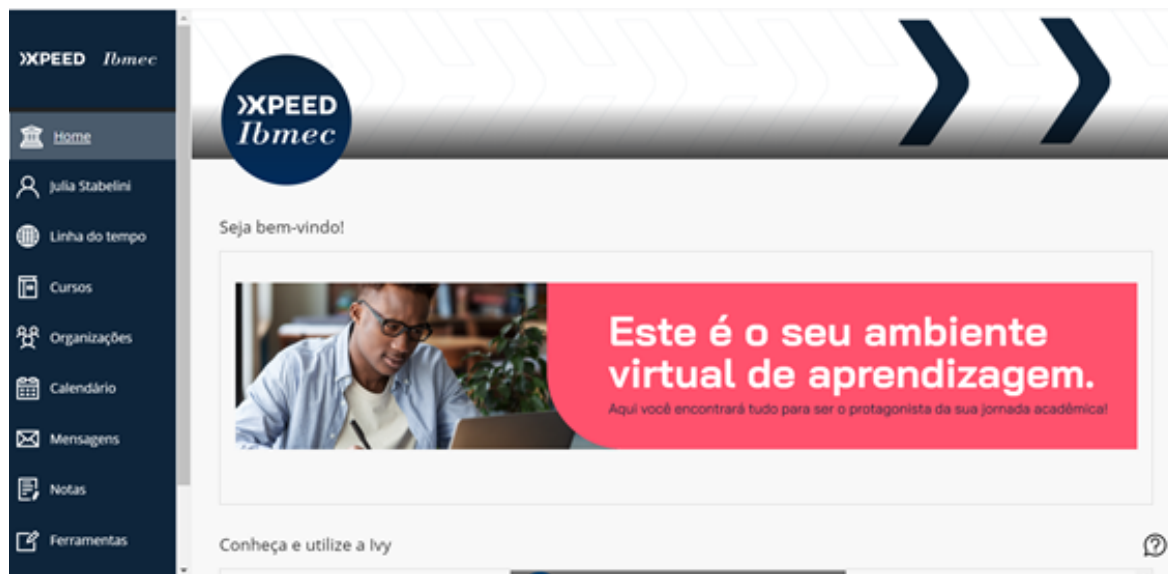 XPEED Ibmec
Home
Julia Stabelini
Linha do tempo
Cursos
Organizações
Calendário
Mensagens
Notas
Ferramentas
XPEED
Ibmec
Seja bem-vindo!
Este é o seu ambiente
virtual de aprendizagem.
Aqui você encontrará tudo para ser o protagonista da sua jornada acadêmica!
Conheça e utilize a Ivy